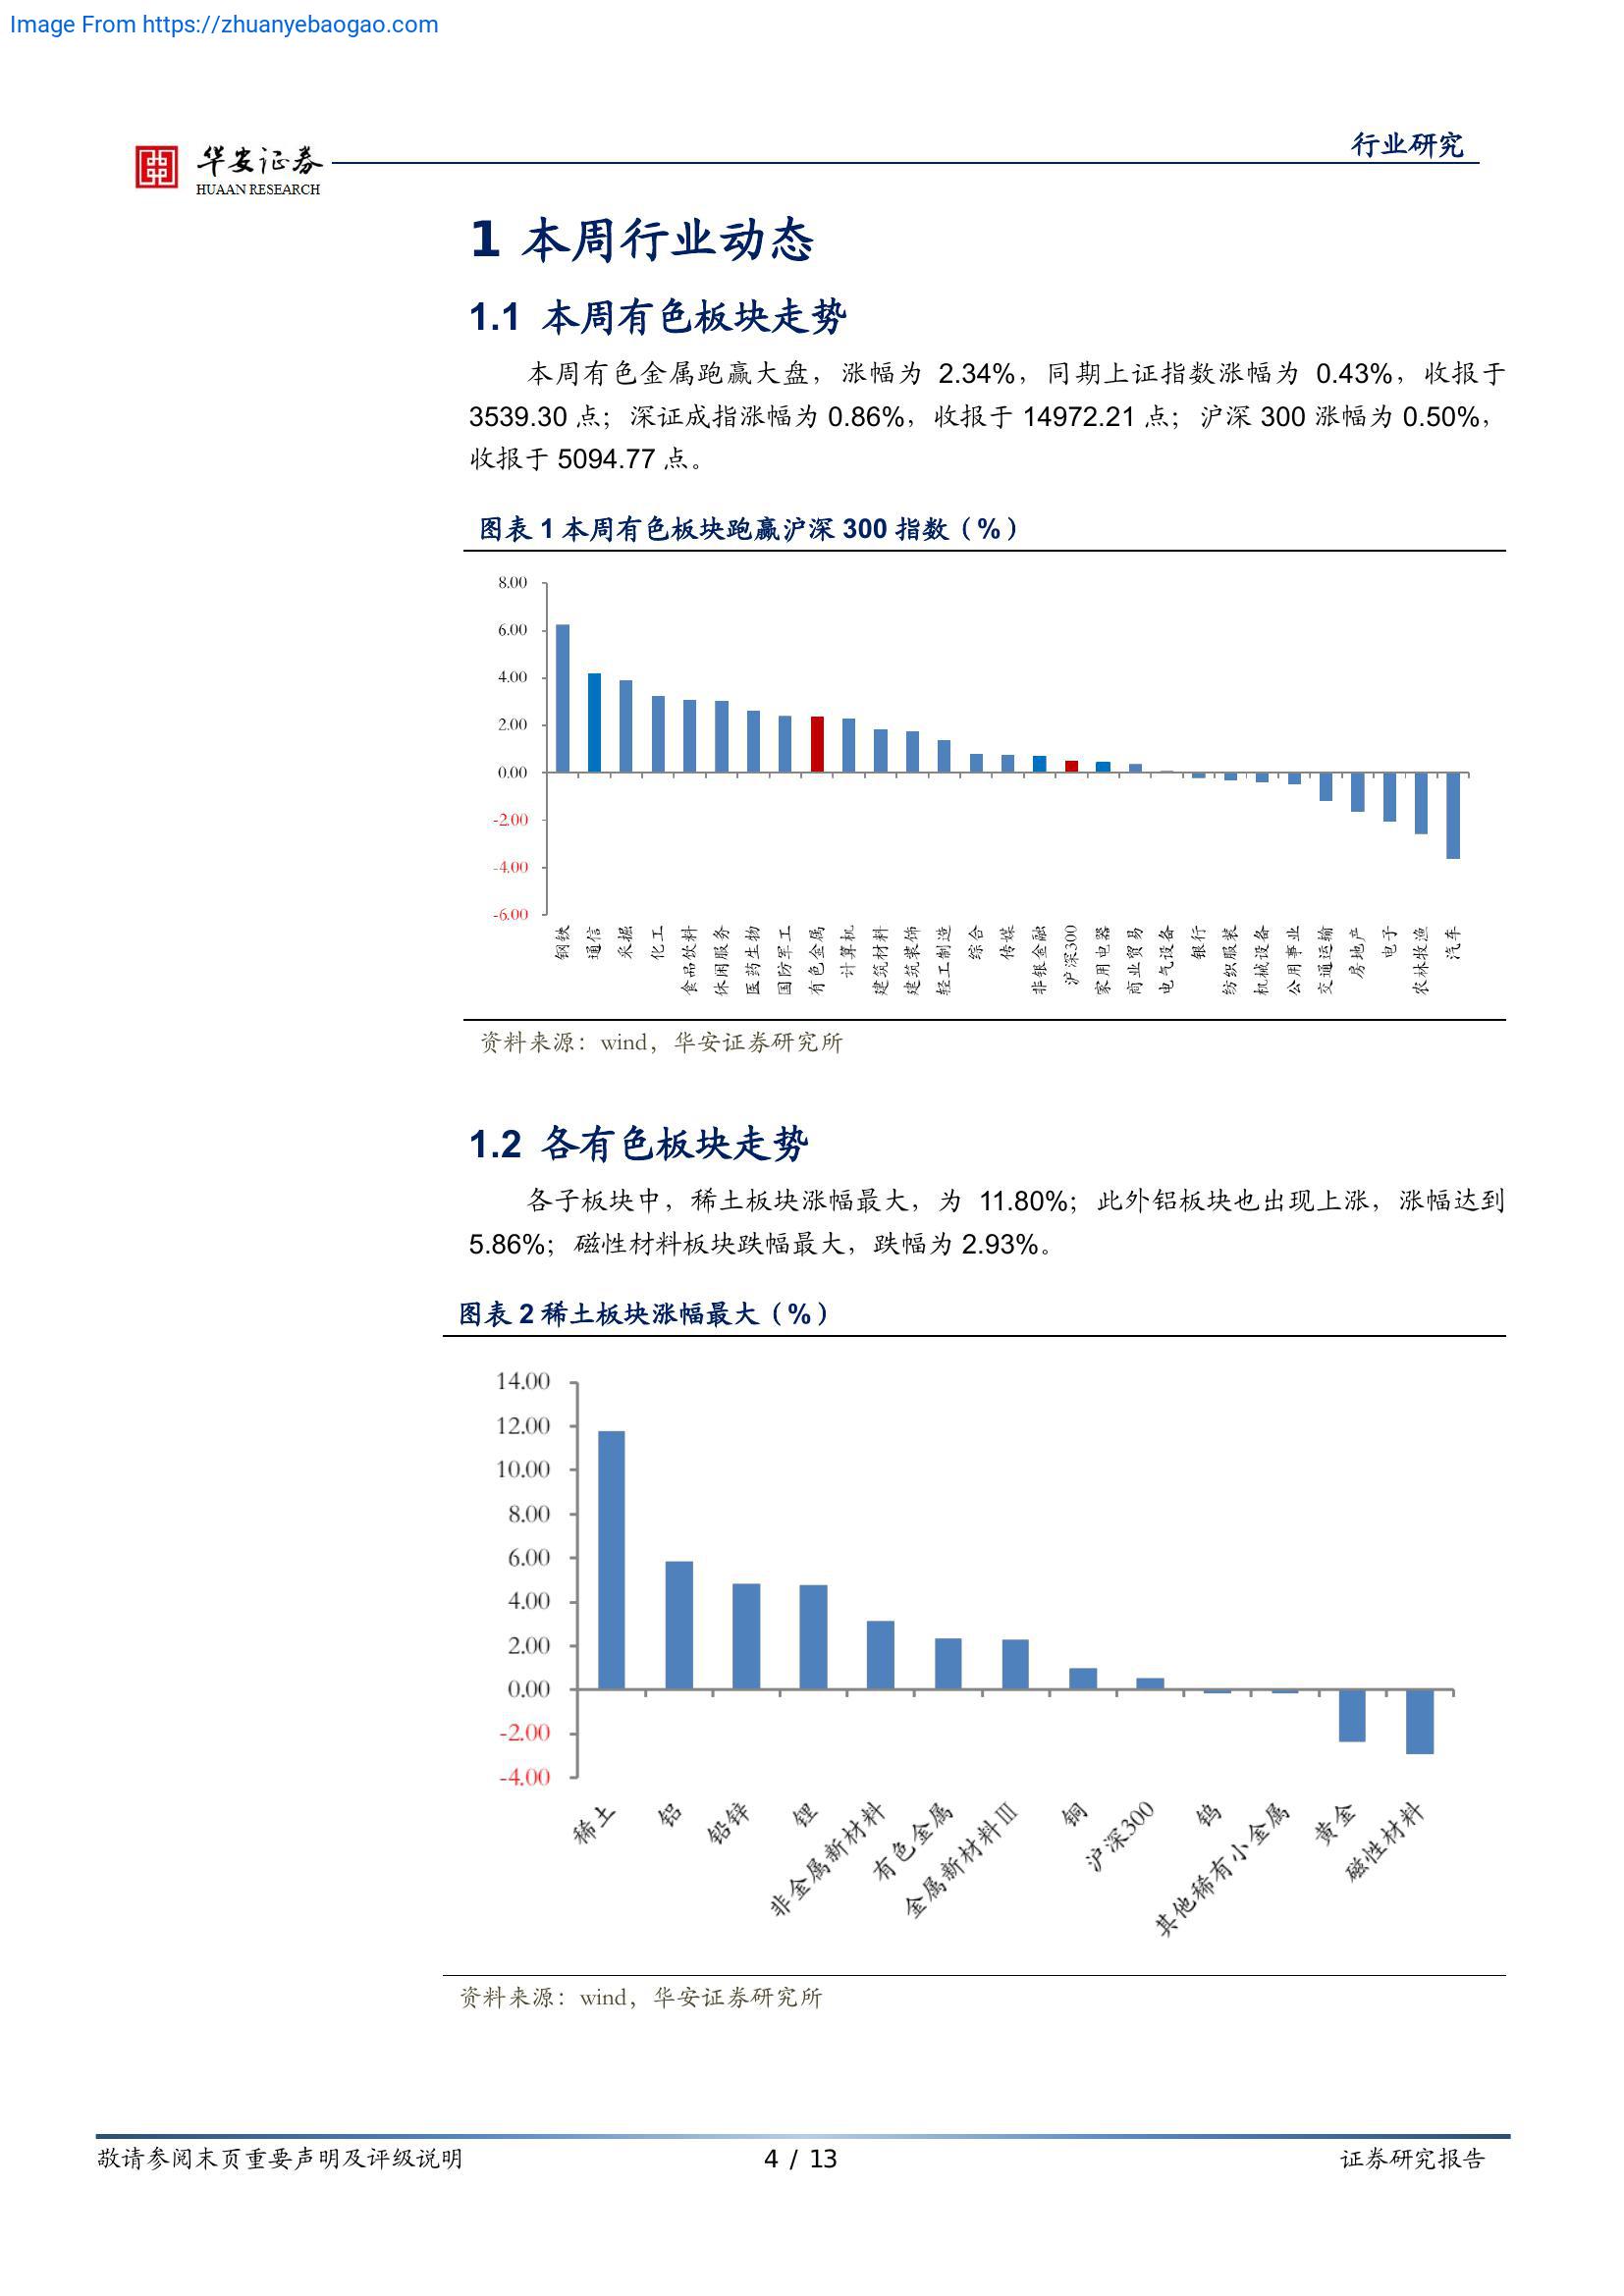 Image From https://zhuanyebaogao.com
华安证券
HUAAN RESEARCH
行业研究
1 本周行业动态
1.1 本周有色板块走势
本周有色金属跑赢大盘，涨幅为 2.34%，同期上证指数涨幅为 0.43%，收报于
3539.30 点；深证成指涨幅为 0.86%，收报于 14972.21 点；沪深 300 涨幅为 0.50%，
收报于 5094.77 点。
图表 1 本周有色板块跑赢沪深 300 指数（%）
8.00
6.00
4.00
2.00
0.00
-2.00
-4.00
-6.00
钢铁
通信
采掘
化工
食品饮料
休闲服务
医药生物
国防军工
有色金属
计算机
建筑材料
建筑装饰
轻工制造
综合
传媒
非银金融
沪深300
家用电器
商业贸易
电气设备
银行
纺织服装
机械设备
公用事业
交通运输
房地产
电子
农林牧渔
汽车
资料来源：wind，华安证券研究所
1.2 各有色板块走势
各子板块中，稀土板块涨幅最大，为 11.80%；此外铝板块也出现上涨，涨幅达到
5.86%；磁性材料板块跌幅最大，跌幅为 2.93%。
图表 2 稀土板块涨幅最大（%）
14.00
12.00
10.00
8.00
6.00
4.00
2.00
0.00
-2.00
-4.00
稀土
铝
铅锌
锂
非金属新材料
有色金属
金属新材料Ⅲ
铜
沪深300
钨
其他稀有小金属
黄金
磁性材料
资料来源：wind，华安证券研究所
敬请参阅末页重要声明及评级说明
4 / 13
证券研究报告